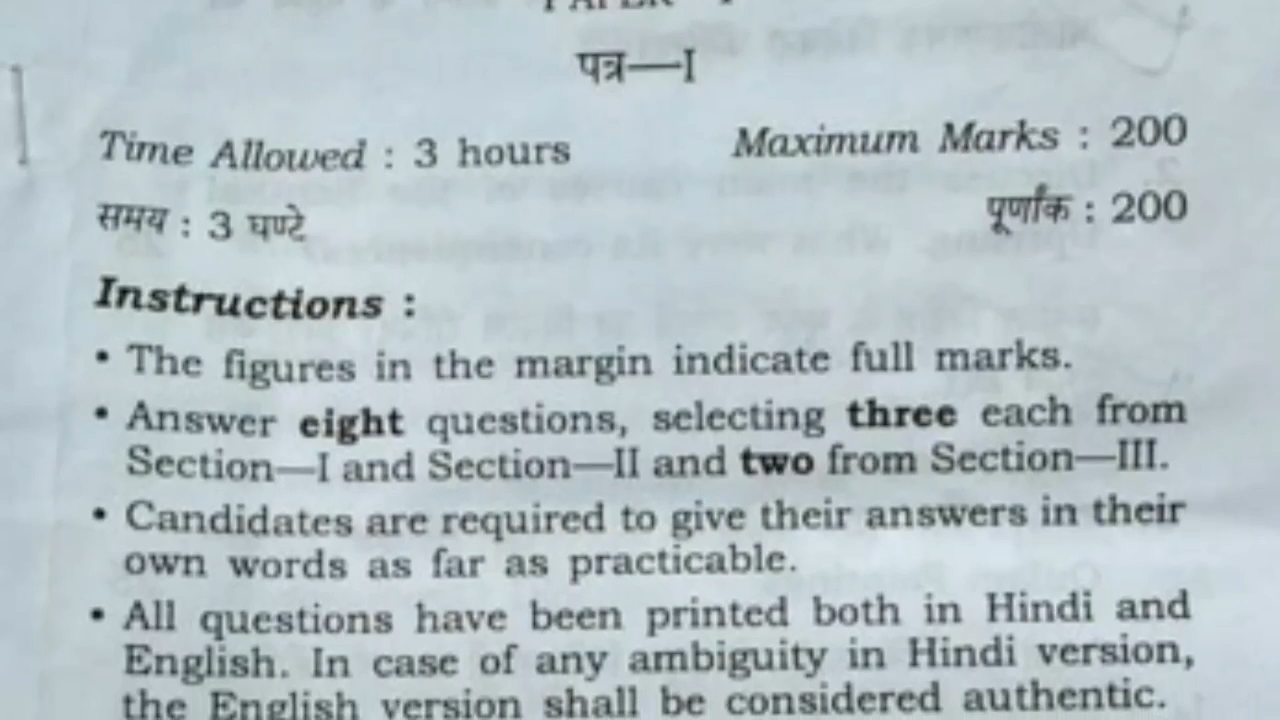 पत्र—I
Time Allowed : 3 hours Maximum Marks : 200
समय : 3 घण्टे पूर्णांक : 200
Instructions :
• The figures in the margin indicate full marks.
• Answer eight questions, selecting three each from
Section—I and Section—II and two from Section—III.
• Candidates are required to give their answers in their
own words as far as practicable.
• All questions have been printed both in Hindi and
English. In case of any ambiguity in Hindi version,
the English version shall be considered authentic.